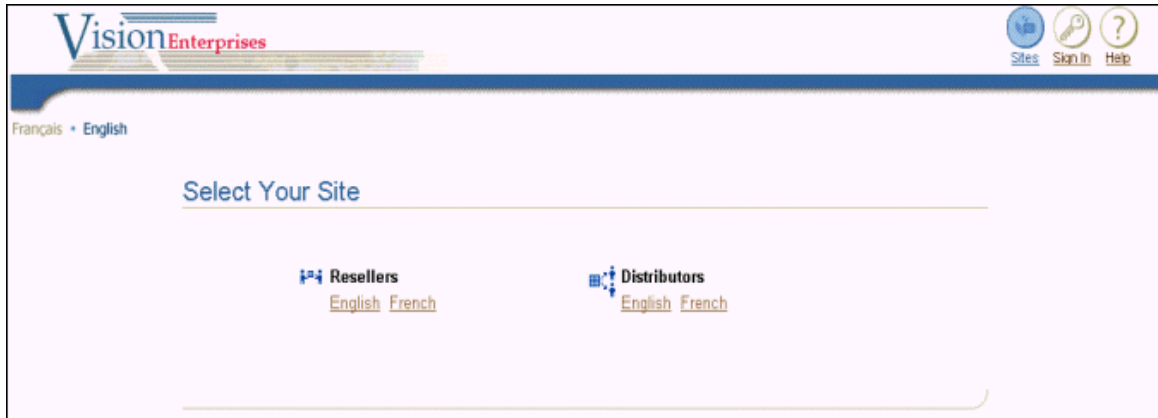 Vision Enterprises
Sites Sign In Help
Français • English
Select Your Site
Resellers
English French
Distributors
English French